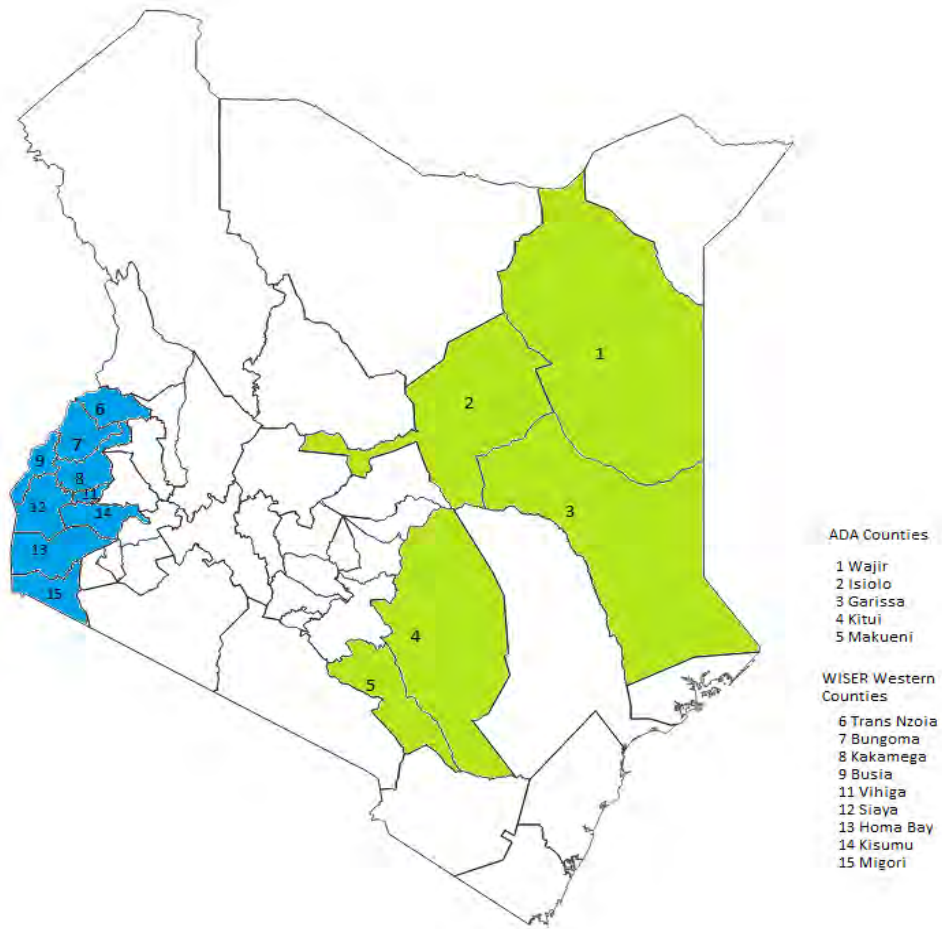 1
2
3
4
5
6
7
8
9
11
12
14
13
15
ADA Counties
1 Wajir
2 Isiolo
3 Garissa
4 Kitui
5 Makueni
WISER Western
Counties
6 Trans Nzoia
7 Bungoma
8 Kakamega
9 Busia
11 Vihiga
12 Siaya
13 Homa Bay
14 Kisumu
15 Migori